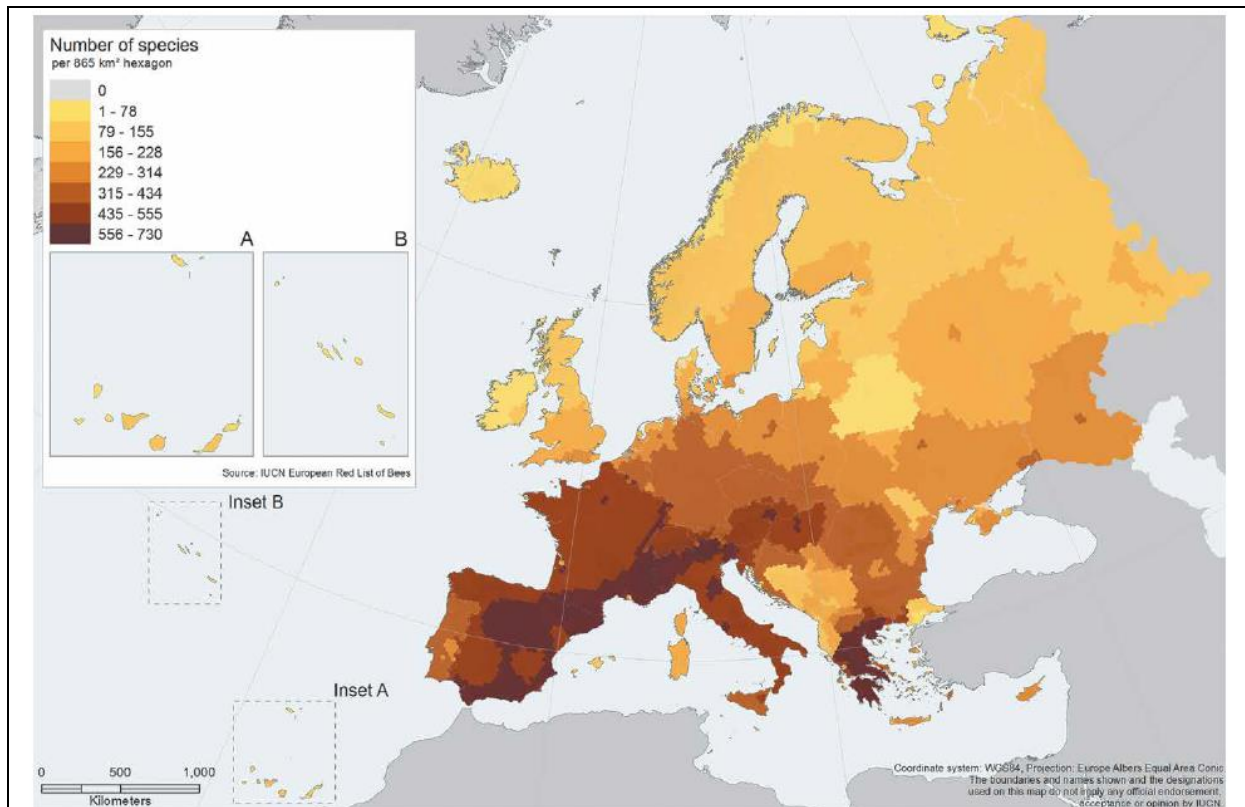 Number of species
per 865 km² hexagon
0
1 - 78
79 - 155
156 - 228
229 - 314
315 - 434
435 - 555
556 - 730
A
B
Source: IUCN European Red List of Bees
Inset B
Inset A
0 500 1,000
Kilometers
Coordinate system: WGS84, Projection: Europe Albers Equal Area Conic
The boundaries and names shown and the designations
used on this map do not imply any official endorsement,
acceptance or opinion by IUCN.